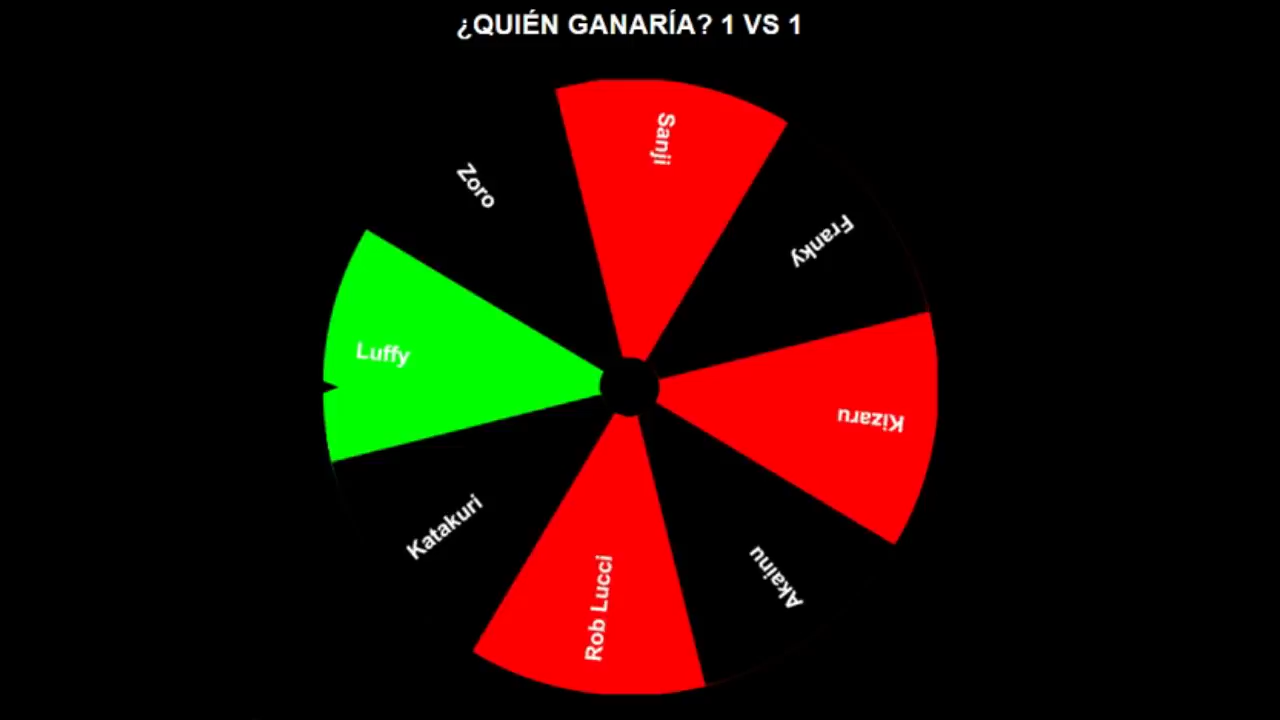 ¿QUIÉN GANARÍA? 1 VS 1
Sanji
Zoro
Franky
Luffy
Kizaru
Katakuri
Akainu
Rob Lucci